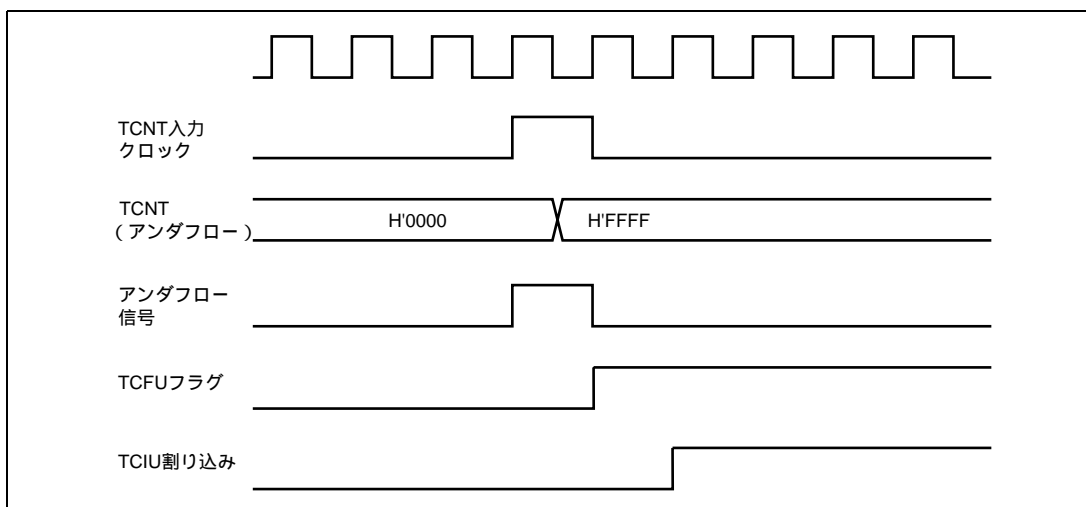 TCNT入力
クロック
TCNT
(アンダフロー)
H'0000
H'FFFF
アンダフロー
信号
TCFUフラグ
TCIU割り込み